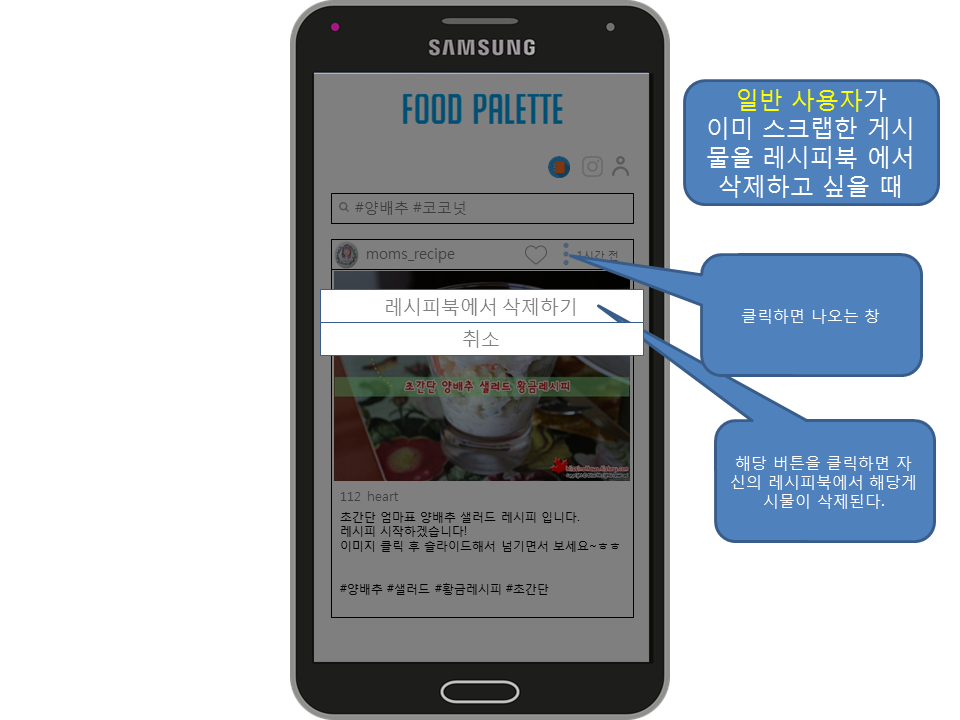 SAMSUNG
FOOD PALETTE
#양배추 #코코넛
moms_recipe
1시간 전
레시피북에서 삭제하기
취소
초간단 양배추 샐러드 황금레시피
112 heart
초간단 엄마표 양배추 샐러드 레시피 입니다.
레시피 시작하겠습니다!
이미지 클릭 후 슬라이드해서 넘기면서 보세요~ㅎㅎ
#양배추 #샐러드 #황금레시피 #초간단
일반 사용자가
이미 스크랩한 게시
물을 레시피북 에서
삭제하고 싶을 때
클릭하면 나오는 창
해당 버튼을 클릭하면 자
신의 레시피북에서 해당게
시물이 삭제된다.